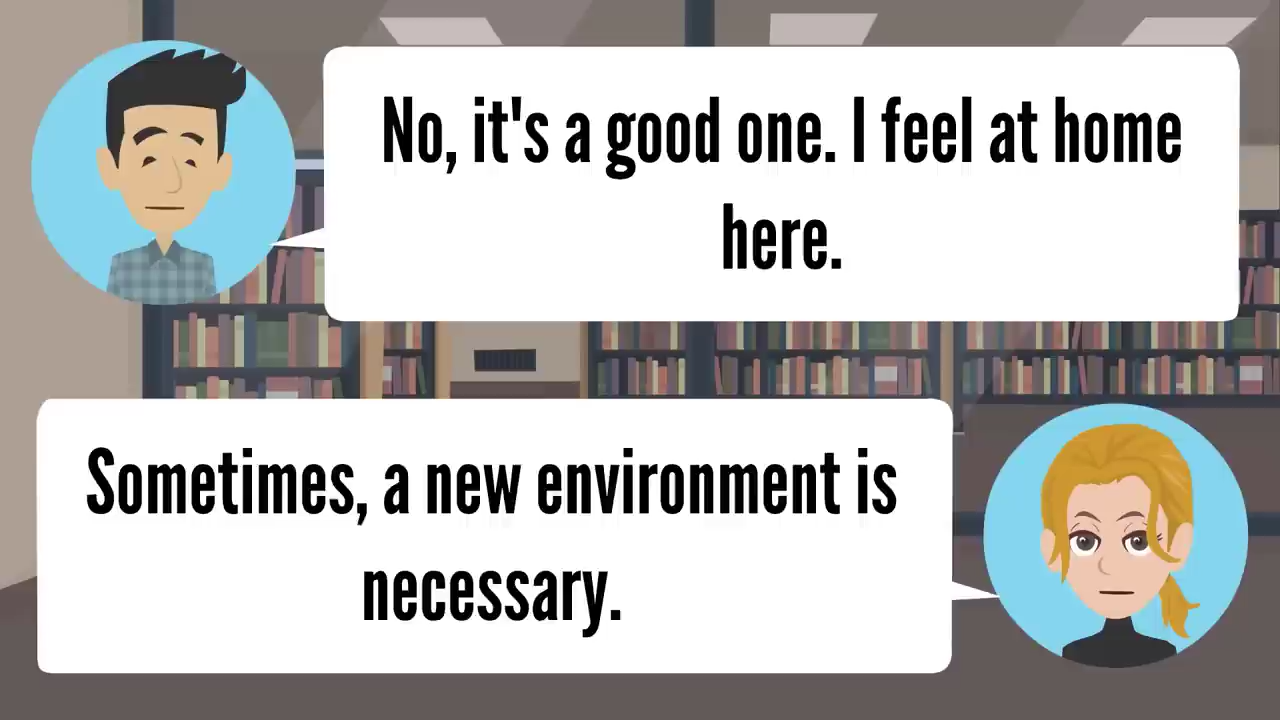 No, it's a good one. I feel at home
here.
Sometimes, a new environment is
necessary.